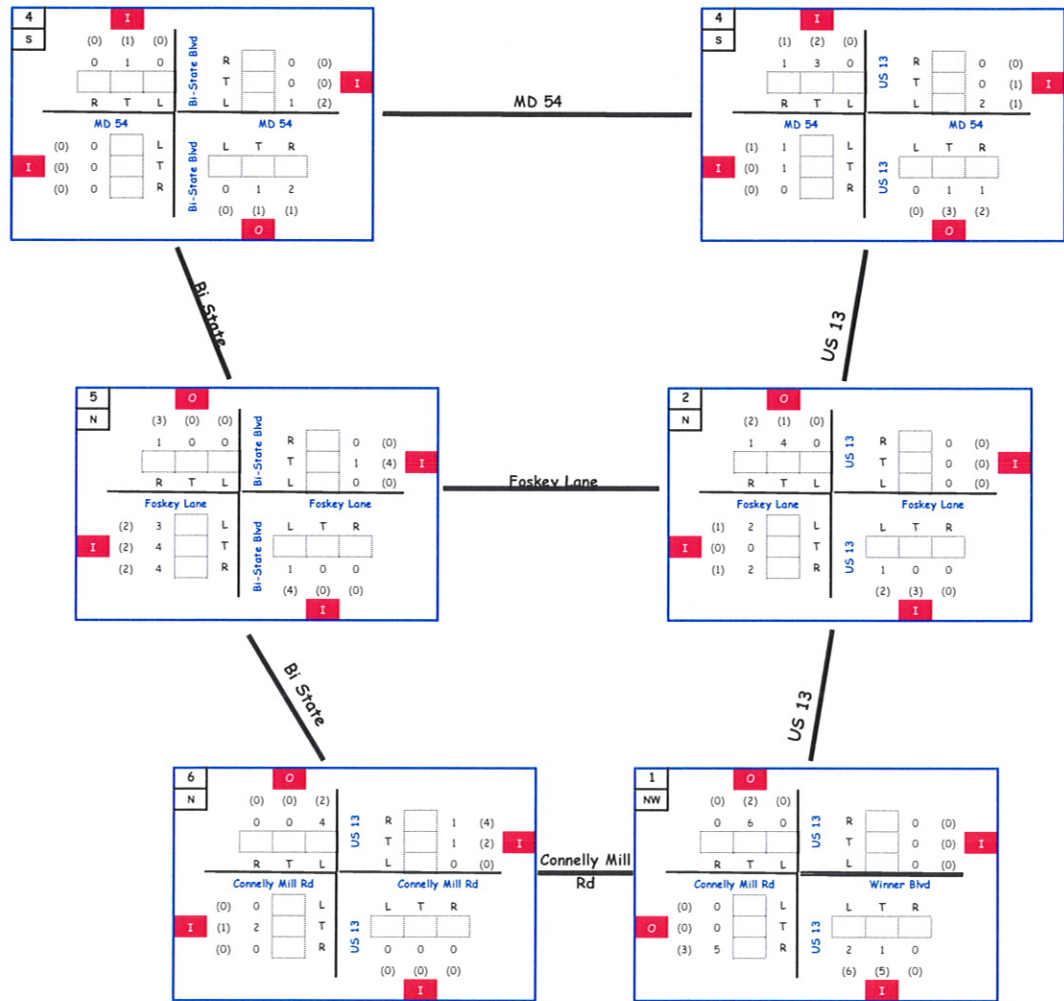 4
S
I
(0) (1) (0)
0 1 0
R T L
Bi-State Blvd
R 0 (0)
T 0 (0)
L 1 (2)
I
MD 54
MD 54
I
(0) 0 L
(0) 0 T
(0) 0 R
Bi-State Blvd
L T R
0 1 2
(0) (1) (1)
O
MD 54
4
S
I
(1) (2) (0)
1 3 0
R T L
US 13
R 0 (0)
T 0 (1)
L 2 (1)
I
MD 54
MD 54
I
(1) 1 L
(0) 1 T
(0) 0 R
US 13
L T R
0 1 1
(0) (3) (2)
O
Bi State
US 13
5
N
O
(3) (0) (0)
1 0 0
R T L
Bi-State Blvd
R 0 (0)
T 1 (4)
L 0 (0)
I
Foskey Lane
Foskey Lane
I
(2) 3 L
(2) 4 T
(2) 4 R
Bi-State Blvd
L T R
1 0 0
(4) (0) (0)
I
Foskey Lane
2
N
O
(2) (1) (0)
1 4 0
R T L
US 13
R 0 (0)
T 0 (0)
L 0 (0)
I
Foskey Lane
Foskey Lane
I
(1) 2 L
(0) 0 T
(1) 2 R
US 13
L T R
1 0 0
(2) (3) (0)
I
Bi State
US 13
6
N
O
(0) (0) (2)
0 0 4
R T L
US 13
R 1 (4)
T 1 (2)
L 0 (0)
I
Connelly Mill Rd
Connelly Mill Rd
I
(0) 0 L
(1) 2 T
(0) 0 R
US 13
L T R
0 0 0
(0) (0) (0)
I
Connelly Mill
Rd
1
NW
O
(0) (2) (0)
0 6 0
R T L
US 13
R 0 (0)
T 0 (0)
L 0 (0)
I
Connelly Mill Rd
Winner Blvd
O
(0) 0 L
(0) 0 T
(3) 5 R
US 13
L T R
2 1 0
(6) (5) (0)
I